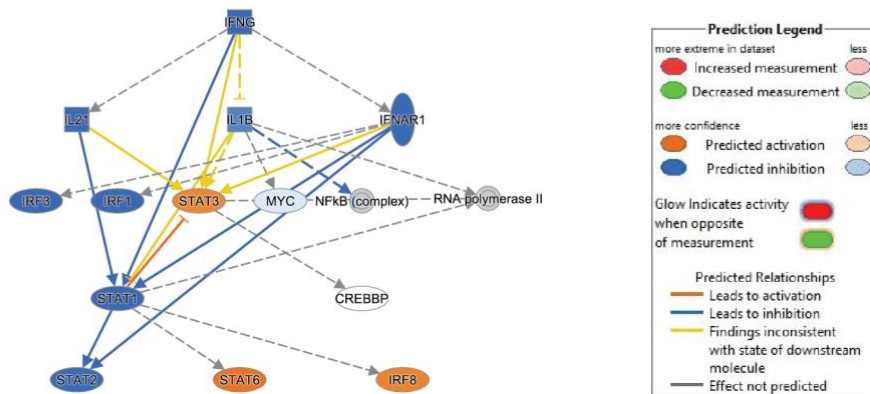 IFNG
IL21
IL1B
IFNAR1
IRF3
IRF1
STAT3
MYC
NFkB (complex)
RNA polymerase II
STAT1
CREBBP
STAT2
STAT6
IRF8
Prediction Legend
more extreme in dataset less
Increased measurement
Decreased measurement
more confidence less
Predicted activation
Predicted inhibition
Glow Indicates activity
when opposite
of measurement
Predicted Relationships
Leads to activation
Leads to inhibition
Findings inconsistent
with state of downstream
molecule
Effect not predicted